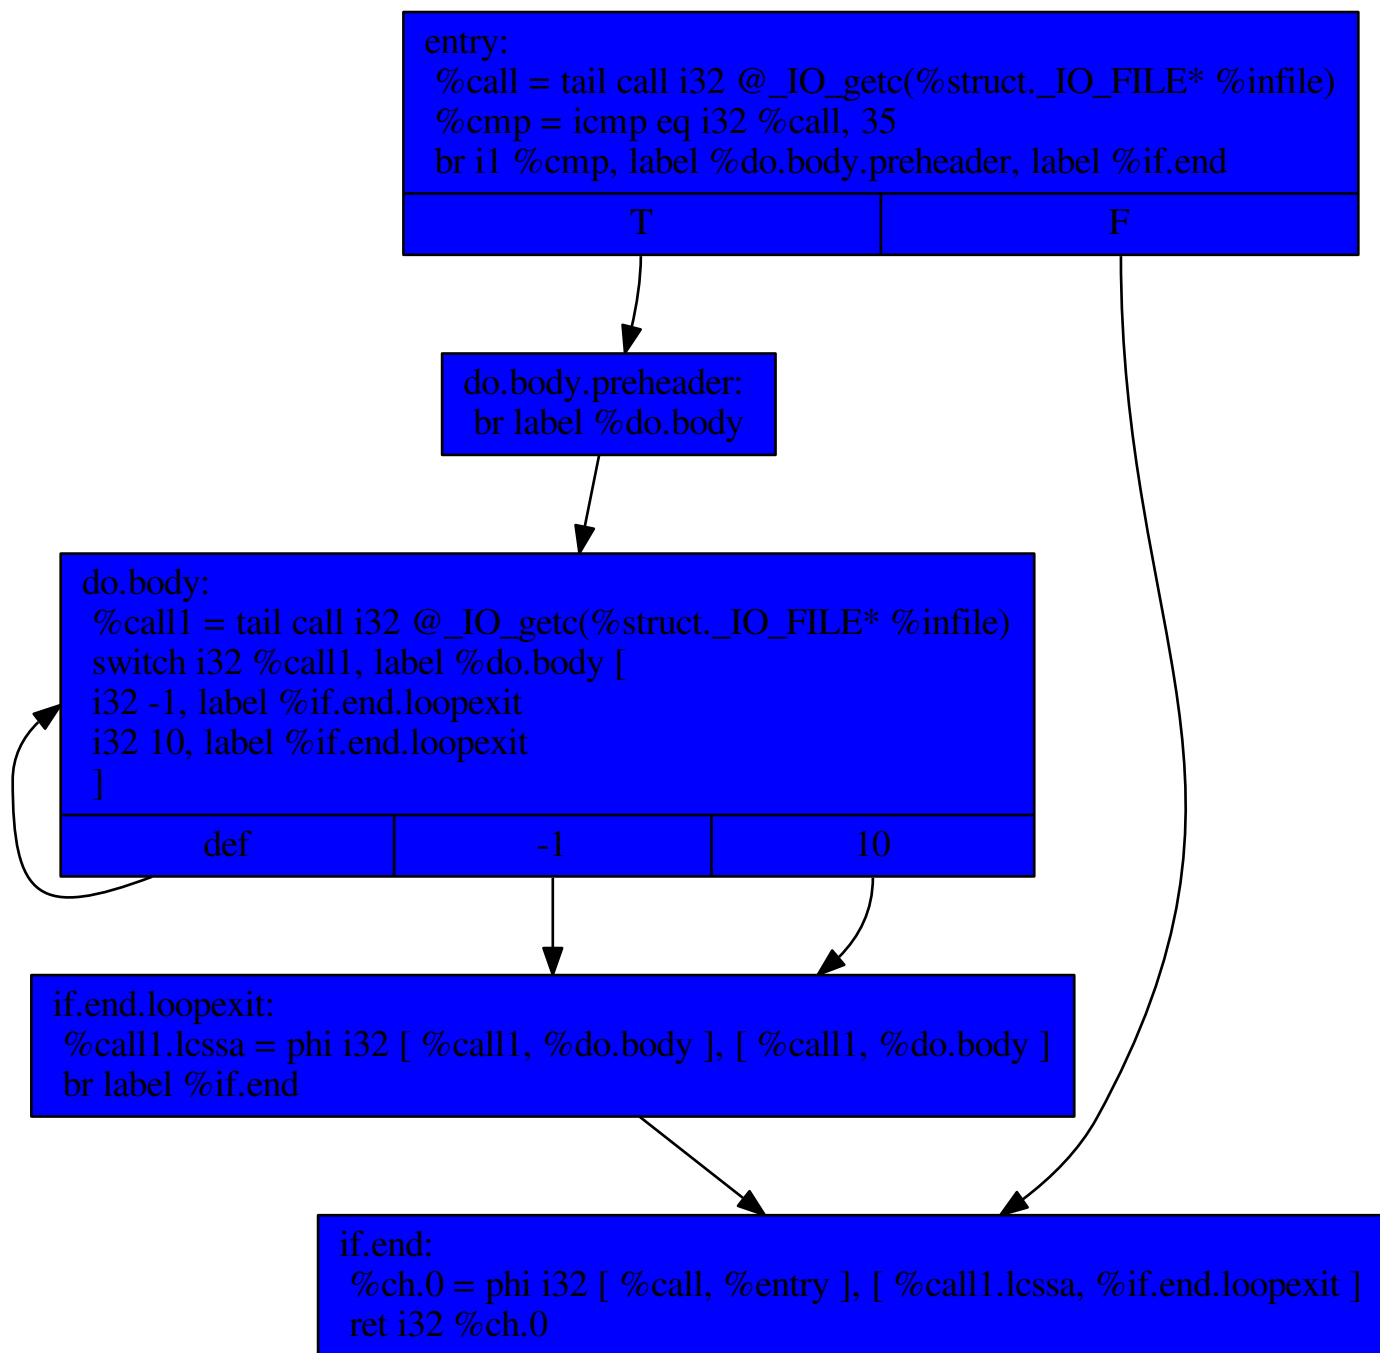 entry:
%call = tail call i32 @_IO_getc(%struct._IO_FILE* %infile)
%cmp = icmp eq i32 %call, 35
br i1 %cmp, label %do.body.preheader, label %if.end
T F
do.body.preheader:
br label %do.body
do.body:
%call1 = tail call i32 @_IO_getc(%struct._IO_FILE* %infile)
switch i32 %call1, label %do.body [
i32 -1, label %if.end.loopexit
i32 10, label %if.end.loopexit
]
def -1 10
if.end.loopexit:
%call1.lcssa = phi i32 [ %call1, %do.body ], [ %call1, %do.body ]
br label %if.end
if.end:
%ch.0 = phi i32 [ %call, %entry ], [ %call1.lcssa, %if.end.loopexit ]
ret i32 %ch.0